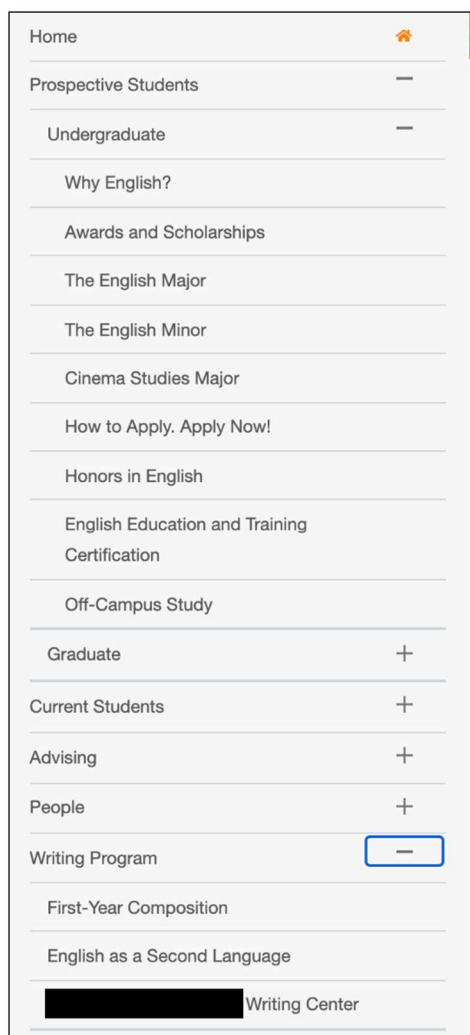 Home
Prospective Students
Undergraduate
Why English?
Awards and Scholarships
The English Major
The English Minor
Cinema Studies Major
How to Apply. Apply Now!
Honors in English
English Education and Training
Certification
Off-Campus Study
Graduate
Current Students
Advising
People
Writing Program
First-Year Composition
English as a Second Language
Writing Center